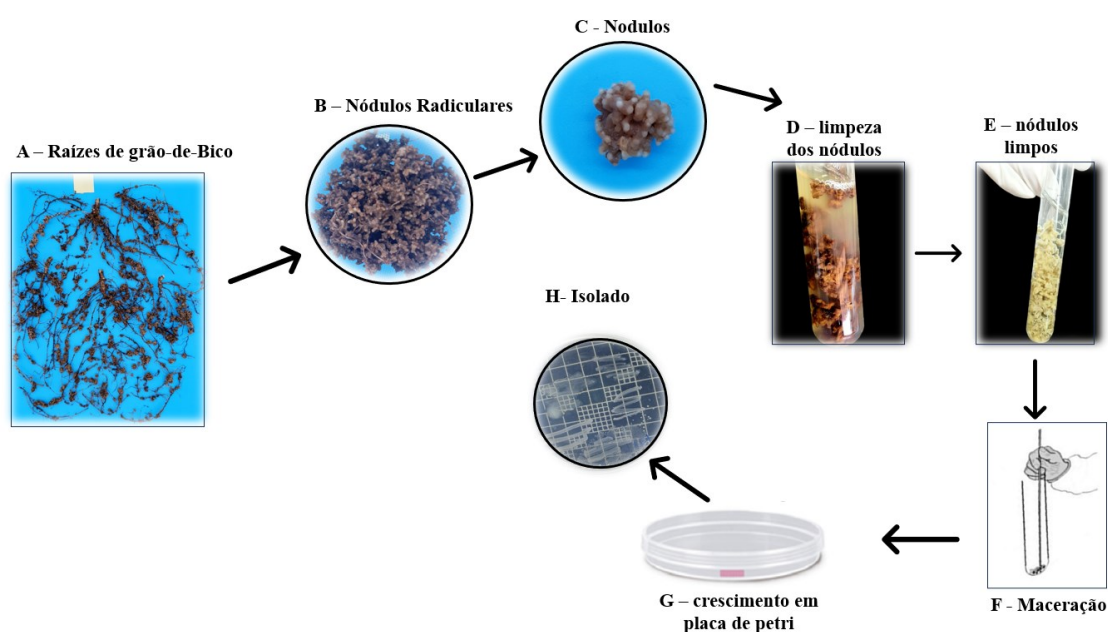 A – Raízes de grão-de-Bico
B – Nódulos Radiculares
C - Nodulos
D – limpeza
dos nódulos
E – nódulos
limpos
F - Maceração
G – crescimento em
placa de petri
H- Isolado